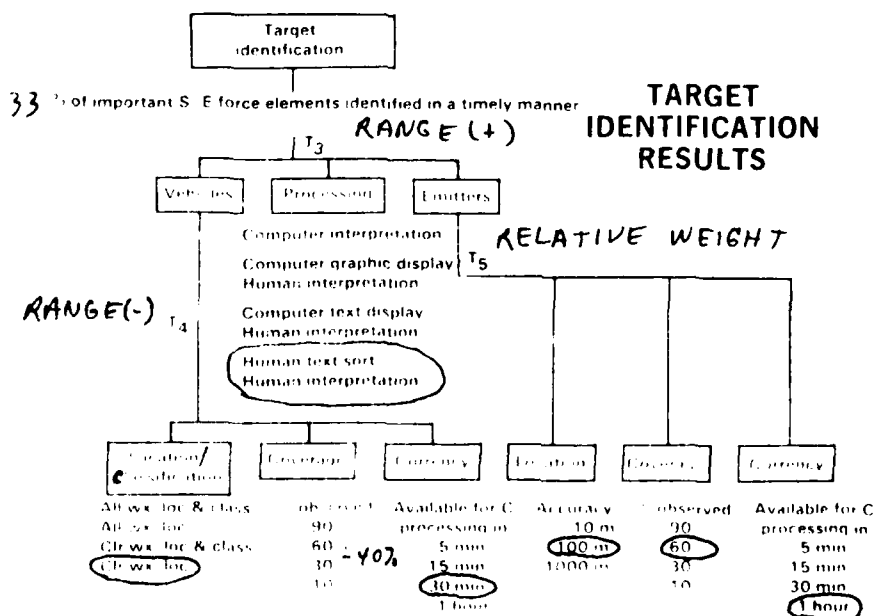 Target
identification
33 % of important S E force elements identified in a timely manner
TARGET
IDENTIFICATION
RESULTS
T3 RANGE (+)
Vehicles Processing Emitters
Computer interpretation
Computer graphic display
Human interpretation
Computer text display
Human interpretation
Human text sort
Human interpretation
T5 RELATIVE WEIGHT
RANGE(-) T4
Location/
Classification
Coverage Currency Location Coverage Currency
All wx loc & class
All wx loc
Clr wx loc & class
Clr wx loc
observed
90
60
30
10
-40%
Available for C
processing in
5 min
15 min
30 min
1 hour
Accuracy
10 m
100 m
1000 m
observed
90
60
30
10
Available for C
processing in
5 min
15 min
30 min
1 hour